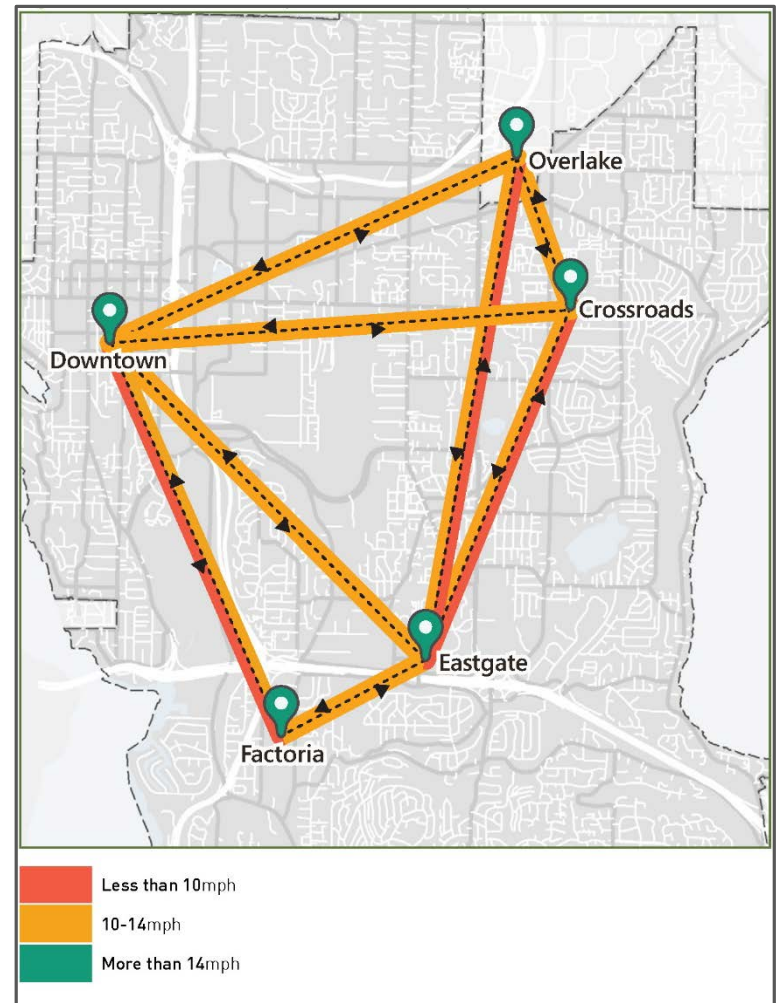 Overlake
Crossroads
Downtown
Eastgate
Factoria
Less than 10mph
10-14mph
More than 14mph